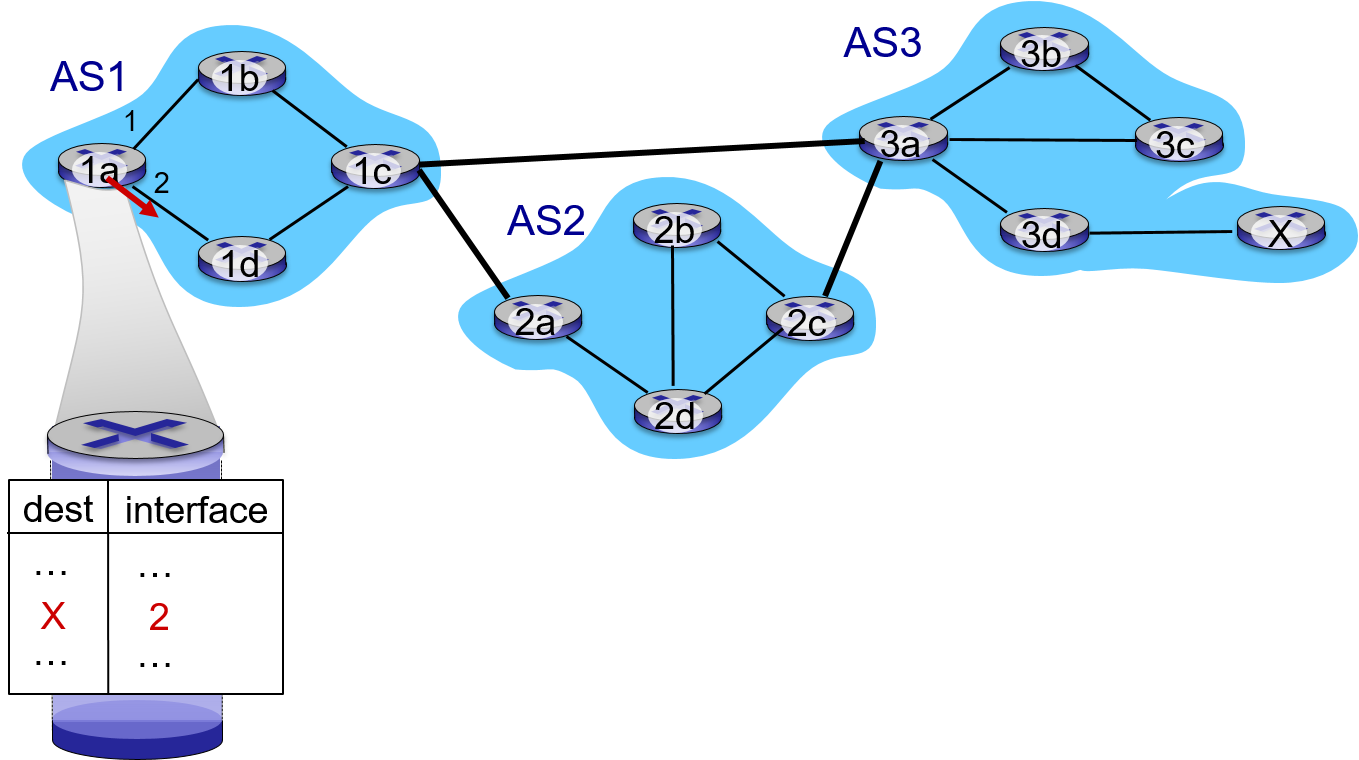 AS1
1b
1
1a
2
1c
1d
AS2
2b
2a
2c
2d
AS3
3b
3a
3c
3d
X
dest interface
... ...
X 2
... ...